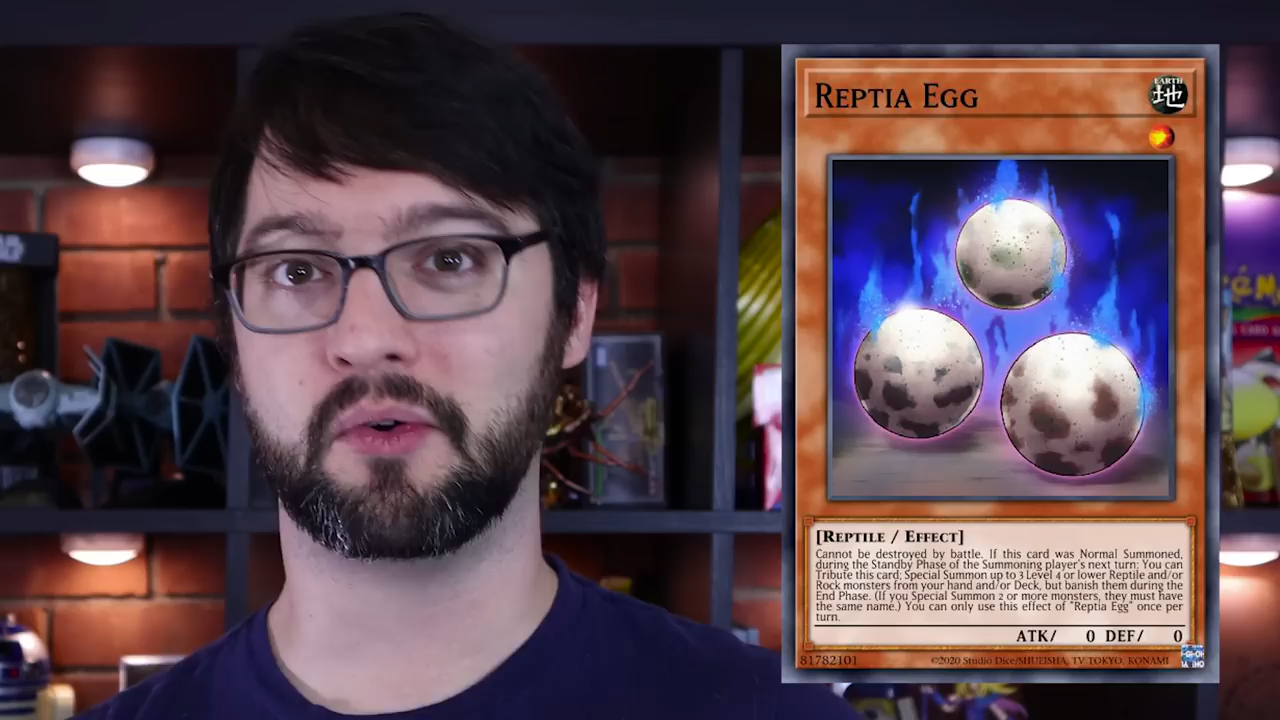 REPTIA EGG
EARTH
地
[REPTILE / EFFECT]
Cannot be destroyed by battle. If this card was Normal Summoned,
during the Standby Phase of the Summoning player's next turn: You can
Tribute this card; Special Summon up to 3 Level 4 or lower Reptile and/or
Rock monsters from your hand and/or Deck, but banish them during the
End Phase. (If you Special Summon 2 or more monsters, they must have
the same name.) You can only use this effect of "Reptia Egg" once per
turn.
ATK/ 0 DEF/ 0
81782101 ©2020 Studio Dice/SHUEISHA, TV TOKYO, KONAMI